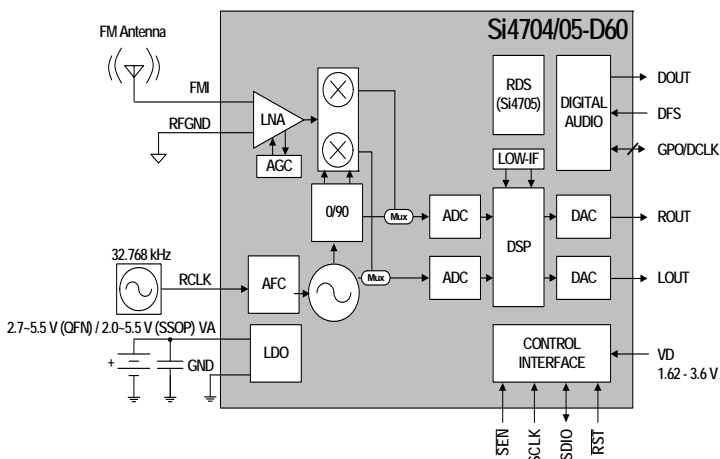 Si4704/05-D60
FM Antenna
FMI
RFGND
LNA
AGC
RDS
(Si4705)
DIGITAL
AUDIO
DOUT
DFS
GPO/DCLK
LOW-IF
0/90
Mux
ADC
DSP
DAC
ROUT
32.768 kHz
RCLK
AFC
Mux
ADC
DAC
LOUT
2.7~5.5 V (QFN) / 2.0~5.5 V (SSOP) VA
+
GND
LDO
CONTROL
INTERFACE
VD
1.62 - 3.6 V
SEN
SCLK
SDIO
RST